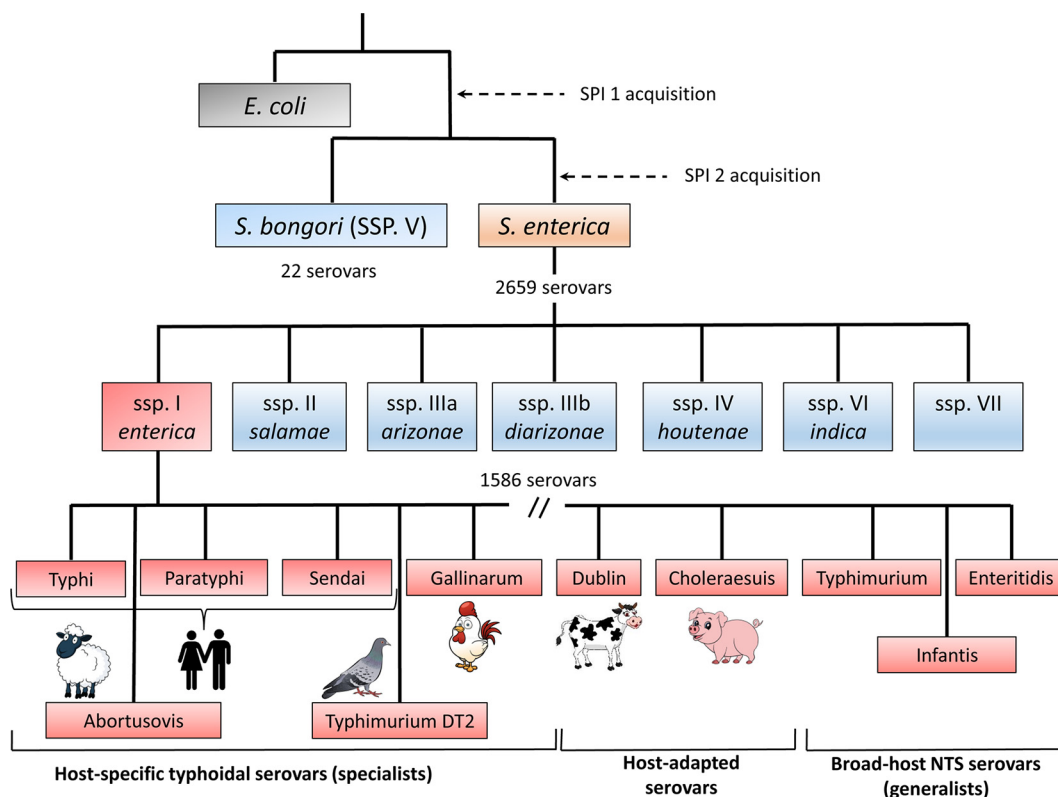 SPI 1 acquisition
E. coli
SPI 2 acquisition
S. bongori (SSP. V)
S. enterica
22 serovars
2659 serovars
ssp. I
enterica
ssp. II
salamae
ssp. IIIa
arizonae
ssp. IIIb
diarizonae
ssp. IV
houtenae
ssp. VI
indica
ssp. VII
1586 serovars
//
Typhi
Paratyphi
Sendai
Gallinarum
Dublin
Choleraesuis
Typhimurium
Enteritidis
Infantis
Abortusovis
Typhimurium DT2
Host-specific typhoidal serovars (specialists)
Host-adapted
serovars
Broad-host NTS serovars
(generalists)